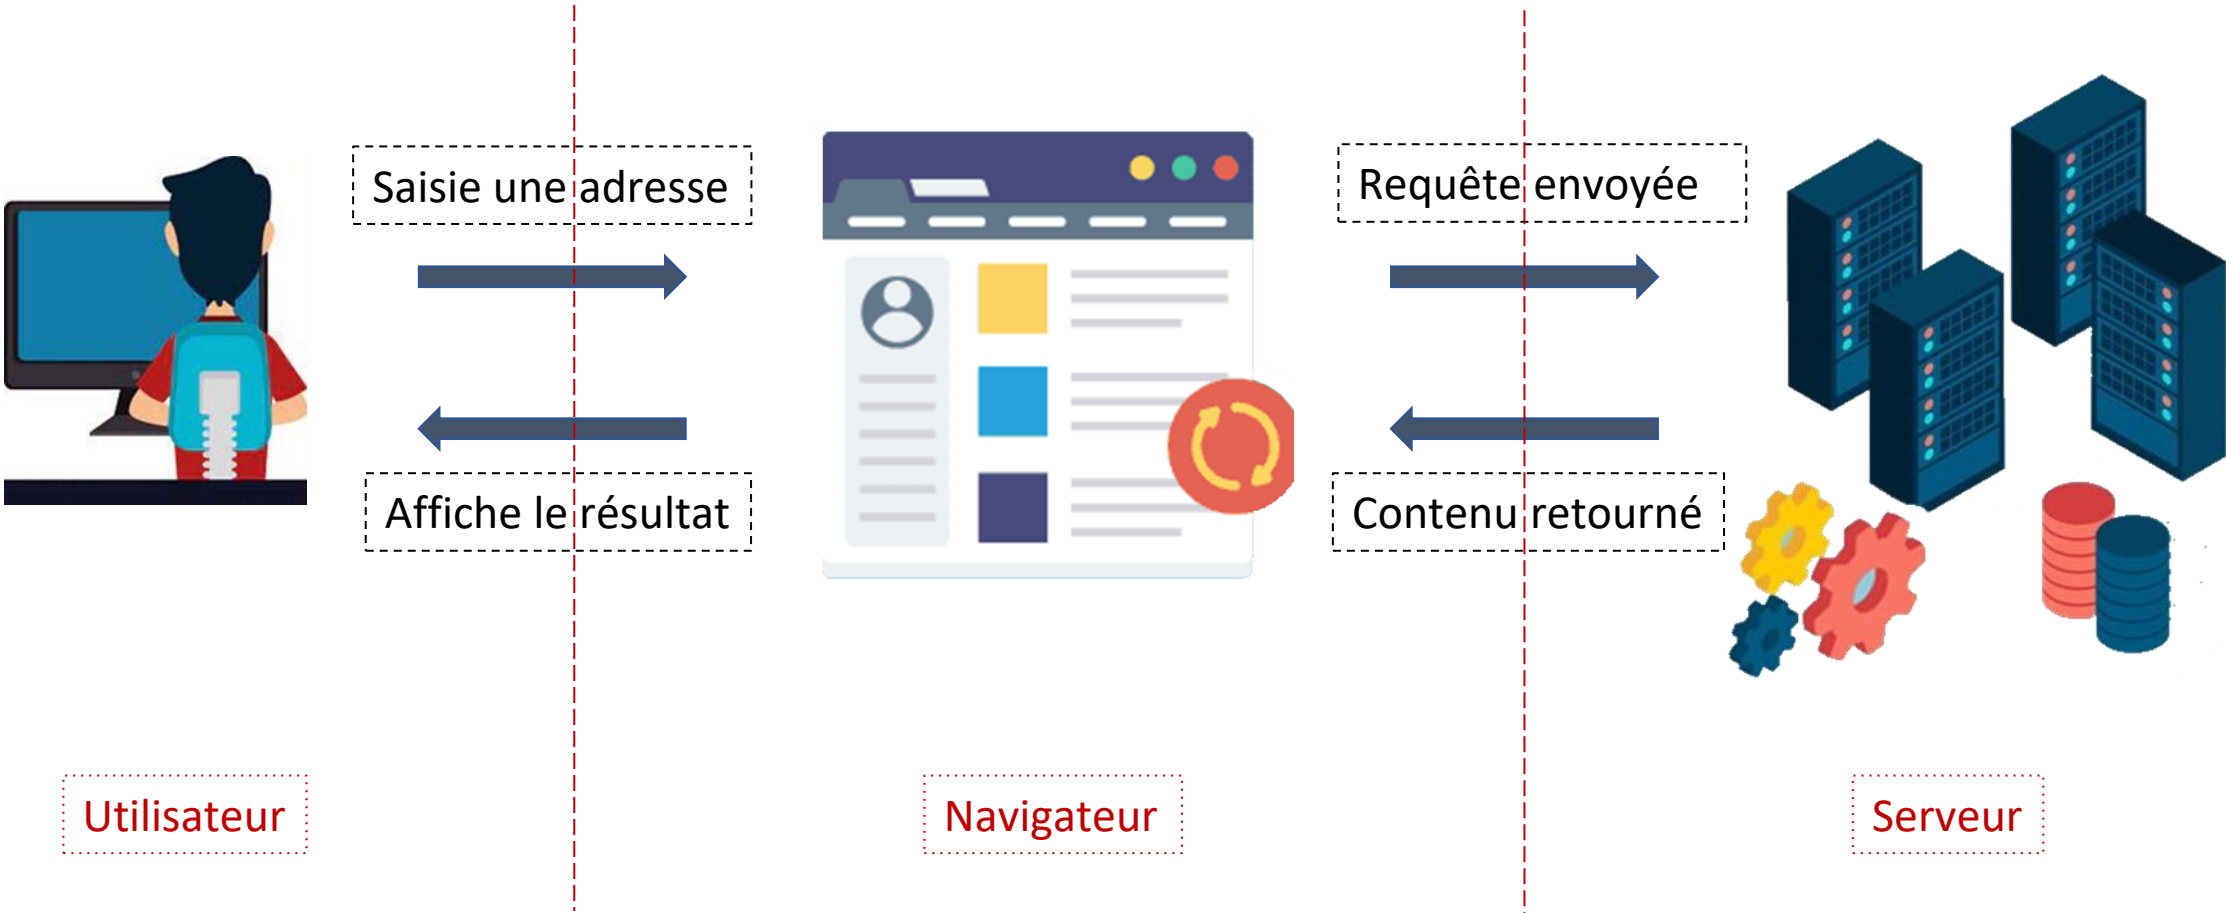 Saisie une adresse
Requête envoyée
Affiche le résultat
Contenu retourné
Utilisateur
Navigateur
Serveur